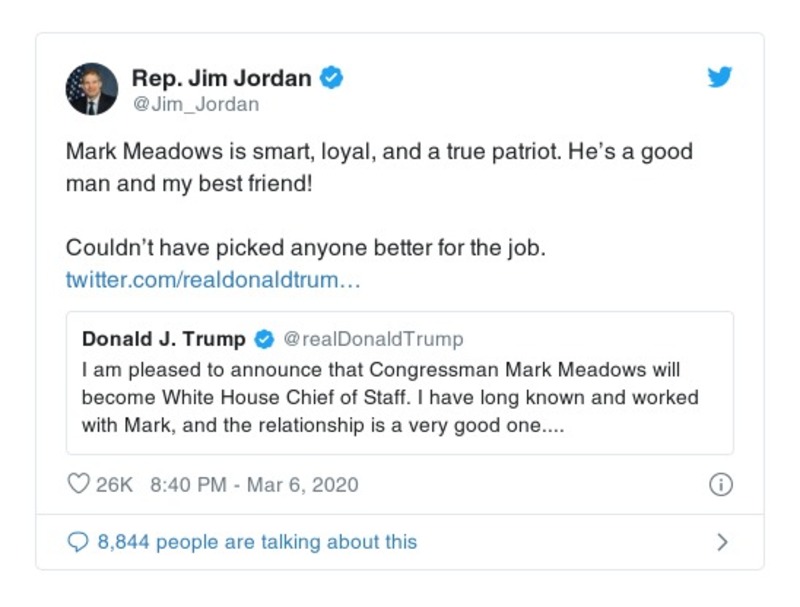 Rep. Jim Jordan
@Jim_Jordan
Mark Meadows is smart, loyal, and a true patriot. He’s a good
man and my best friend!
Couldn’t have picked anyone better for the job.
twitter.com/realdonaldtrum…
Donald J. Trump @realDonaldTrump
I am pleased to announce that Congressman Mark Meadows will
become White House Chief of Staff. I have long known and worked
with Mark, and the relationship is a very good one....
26K 8:40 PM - Mar 6, 2020
8,844 people are talking about this